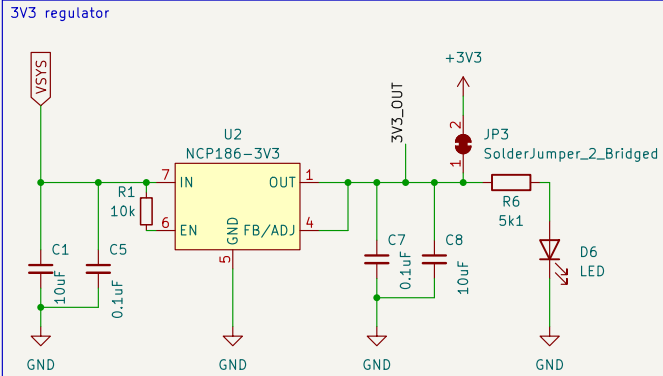 3V3 regulator
VSYS
+3V3
3V3_OUT
2
1
JP3
SolderJumper_2_Bridged
U2
NCP186-3V3
7
IN
OUT
1
R1
10k
6
EN
GND
FB/ADJ
4
5
R6
5k1
C1
10uF
C5
0.1uF
C7
0.1uF
C8
10uF
D6
LED
GND
GND
GND
GND